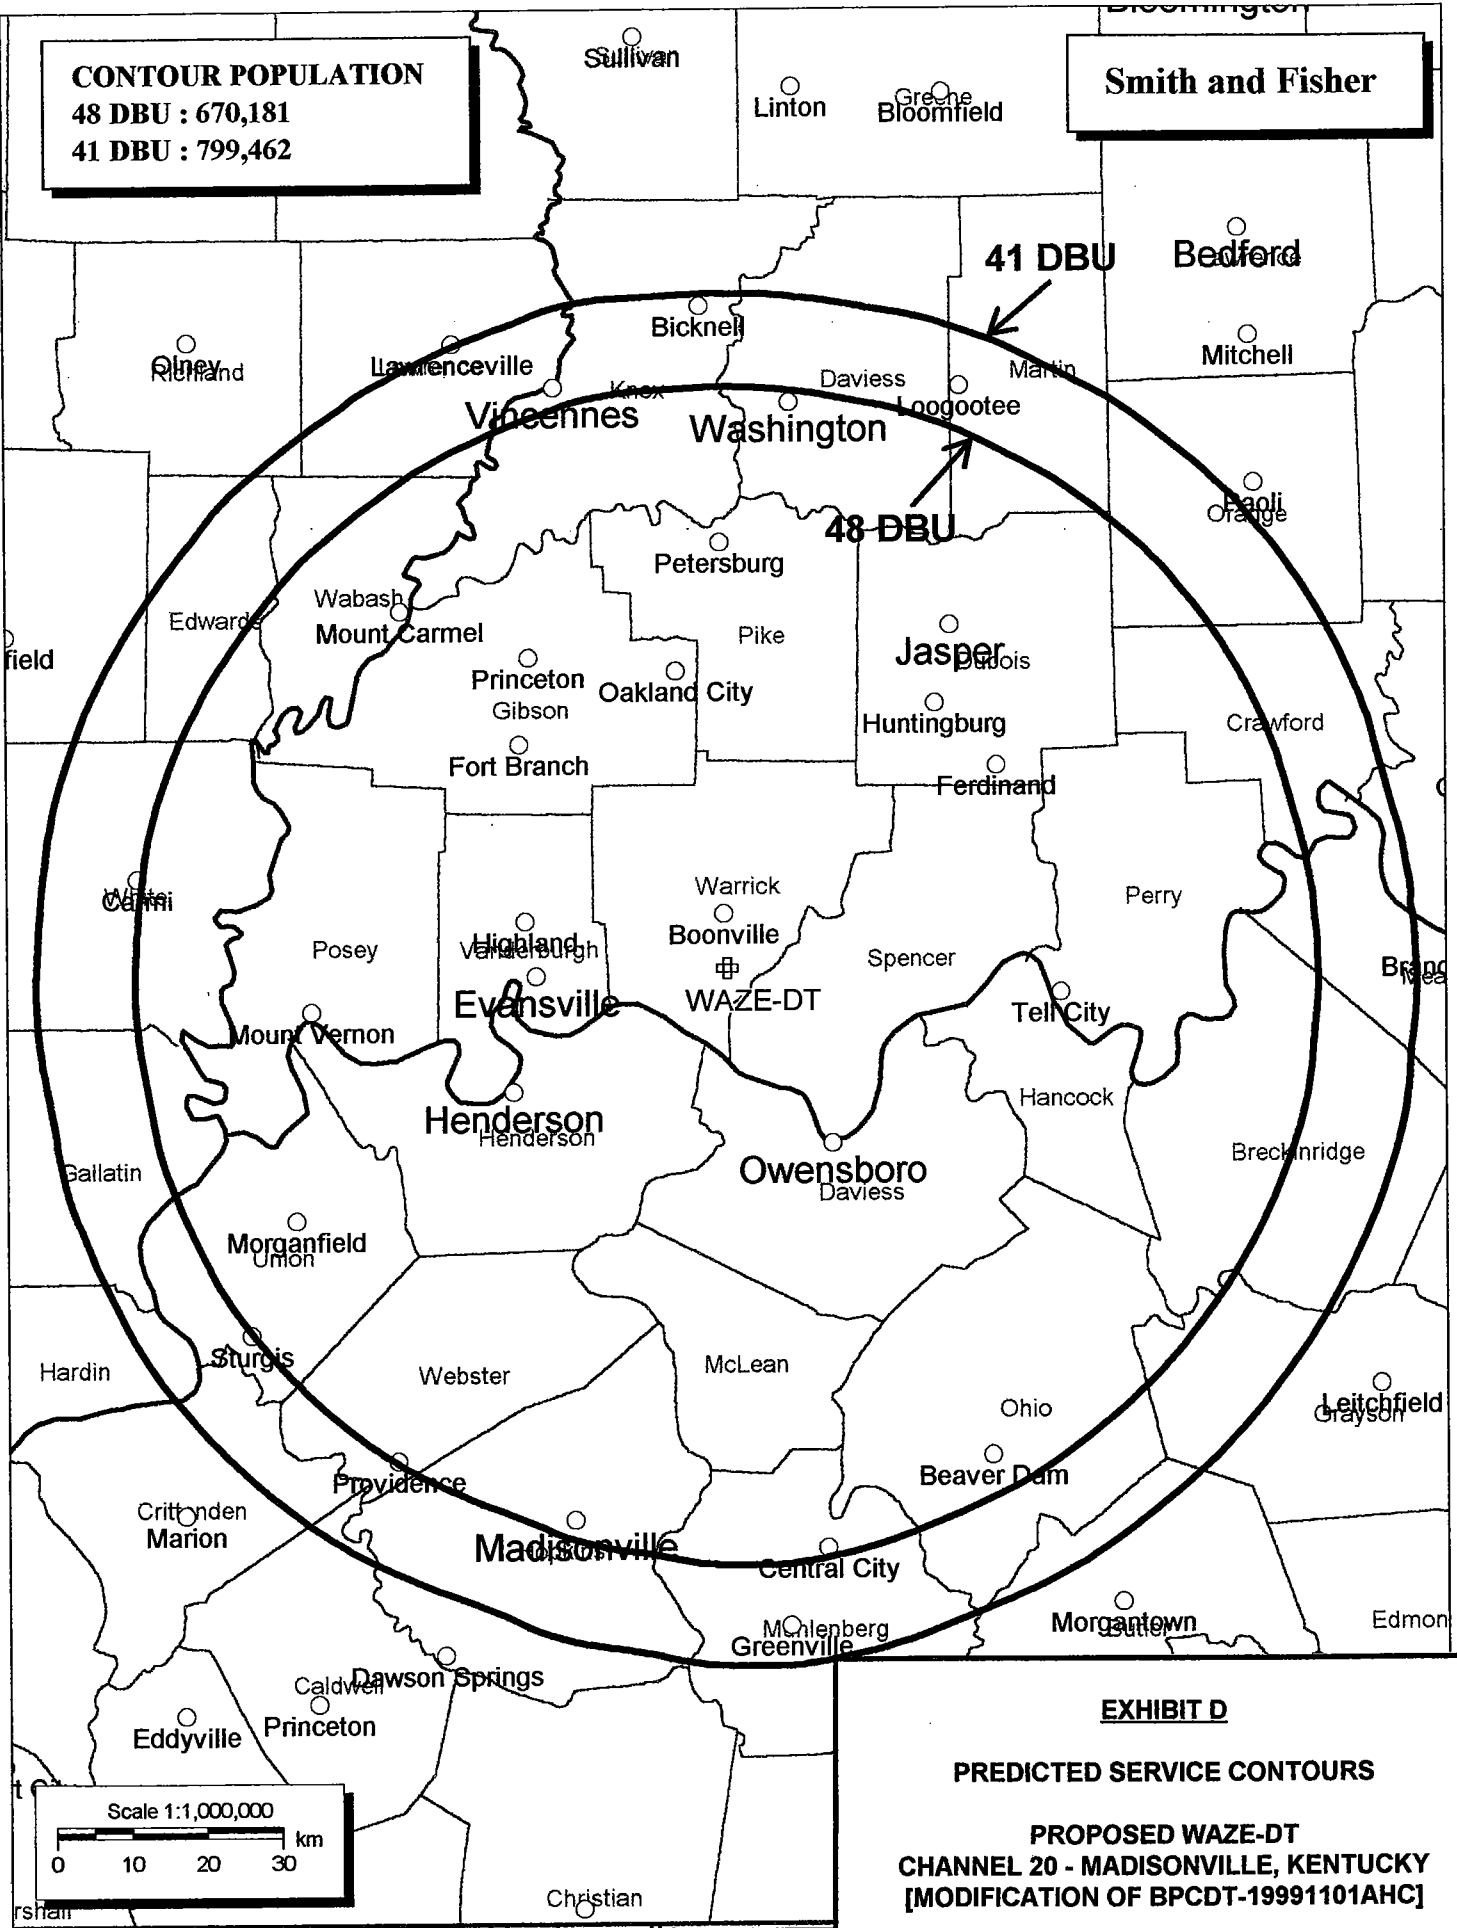 Bloomington
CONTOUR POPULATION
48 DBU : 670,181
41 DBU : 799,462
Smith and Fisher
Sullivan
Sullivan
Linton
Greene
Bloomfield
41 DBU
Bedford
Lawrence
Bicknell
Mitchell
Olney
Richland
Lawrenceville
Knox
Daviess
Martin
Loogootee
Vincennes
Washington
Paoli
Orange
48 DBU
Petersburg
Wabash
Edwards
Mount Carmel
Pike
field
Jasper
Dubois
Princeton
Oakland City
Gibson
Huntingburg
Crawford
Fort Branch
Ferdinand
White
Carmi
Warrick
Perry
Boonville
Highland
Vanderburgh
Posey
Spencer
Branc
Mea
Evansville
WAZE-DT
Tell City
Mount Vernon
Hancock
Henderson
Henderson
Breckinridge
Gallatin
Owensboro
Daviess
Morganfield
Union
Sturgis
Hardin
Webster
McLean
Leitchfield
Grayson
Ohio
Beaver Dam
Providence
Crittenden
Marion
Madisonville
Hopkins
Central City
Muhlenberg
Greenville
Morgantown
Butler
Edmon
Dawson Springs
Caldwell
Princeton
Eddyville
EXHIBIT D
PREDICTED SERVICE CONTOURS
PROPOSED WAZE-DT
CHANNEL 20 - MADISONVILLE, KENTUCKY
[MODIFICATION OF BPCDT-19991101AHC]
Scale 1:1,000,000
km
0 10 20 30
Christian
rshall